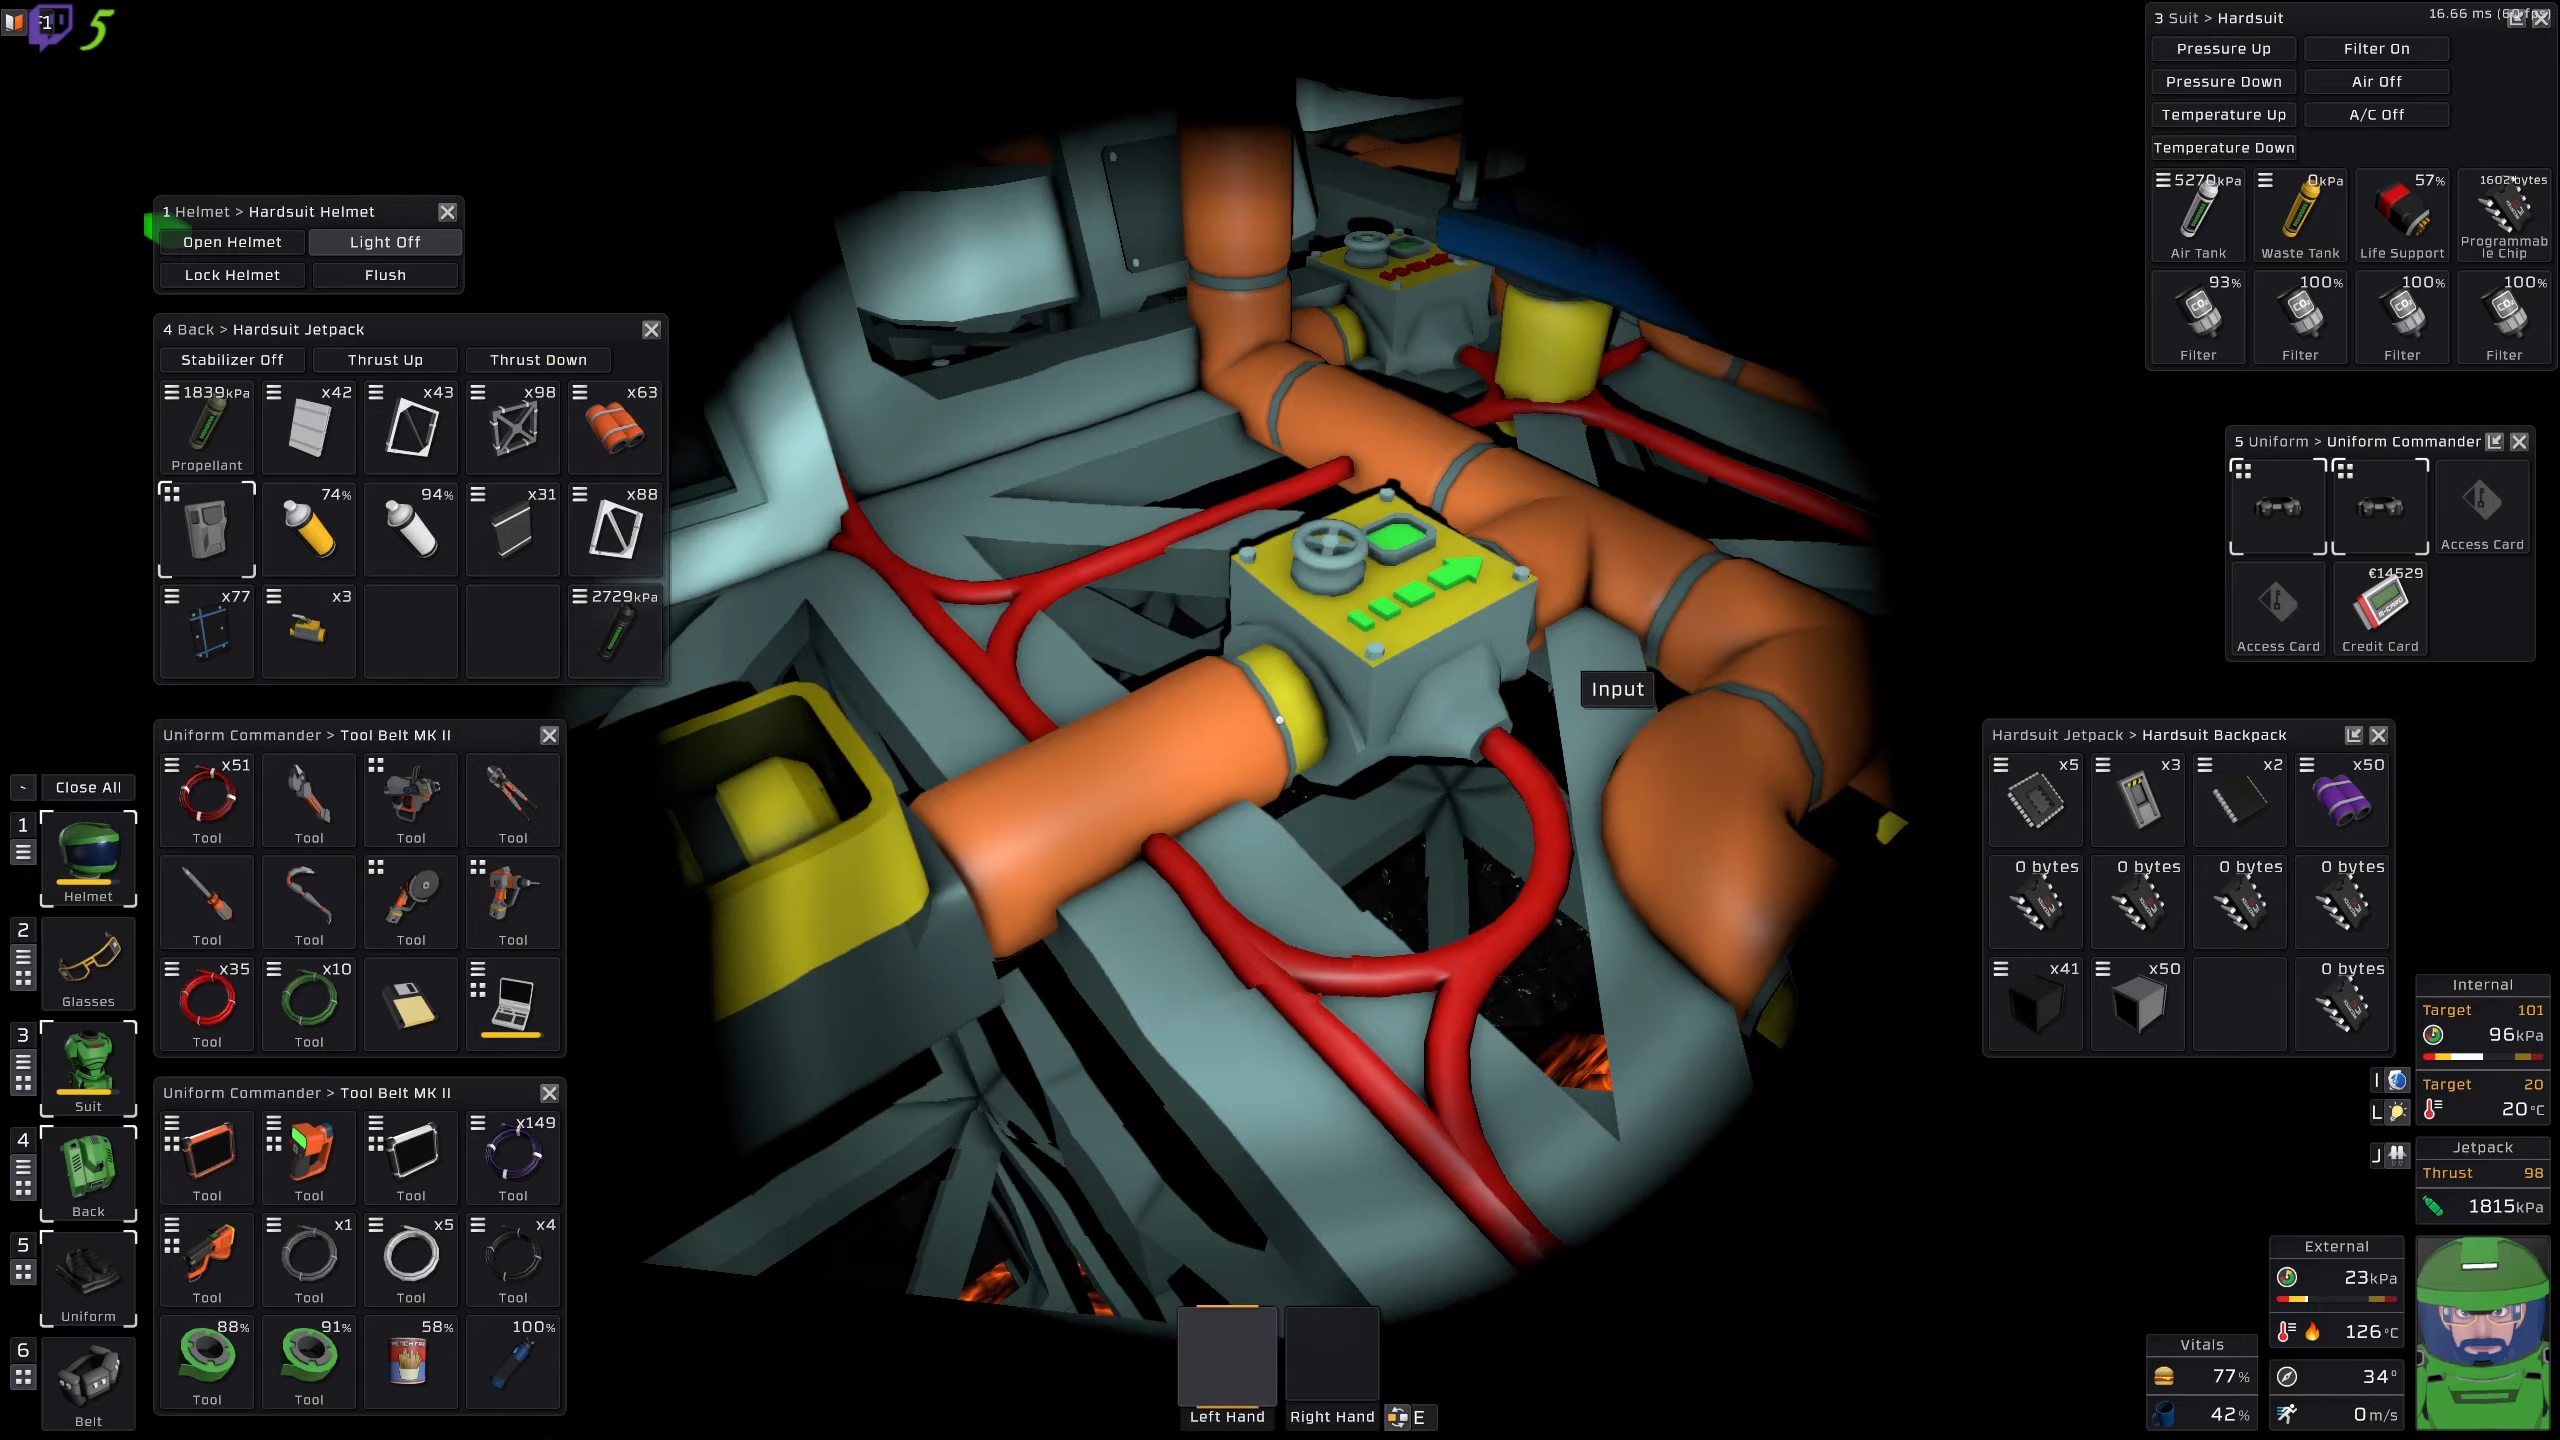 F1
5
16.66 ms (60 fps)
1 Helmet > Hardsuit Helmet
Open Helmet
Light Off
Lock Helmet
Flush
4 Back > Hardsuit Jetpack
Stabilizer Off
Thrust Up
Thrust Down
1839kPa
x42
x43
x98
x63
Propellant
74%
94%
x31
x88
x77
x3
2729kPa
Uniform Commander > Tool Belt MK II
x51
Tool
Tool
Tool
Tool
Tool
Tool
Tool
Tool
x35
x10
Tool
Tool
Uniform Commander > Tool Belt MK II
x149
Tool
Tool
Tool
Tool
x1
x5
x4
Tool
Tool
Tool
Tool
88%
91%
58%
100%
Tool
Tool
~
Close All
1
Helmet
2
Glasses
3
Suit
4
Back
5
Uniform
6
Belt
Input
Left Hand
Right Hand
E
3 Suit > Hardsuit
Pressure Up
Filter On
Pressure Down
Air Off
Temperature Up
A/C Off
Temperature Down
5270kPa
0kPa
57%
1602 bytes
Air Tank
Waste Tank
Life Support
Programmab
le Chip
93%
100%
100%
100%
Filter
Filter
Filter
Filter
5 Uniform > Uniform Commander
Access Card
€14529
Access Card
Credit Card
Hardsuit Jetpack > Hardsuit Backpack
x5
x3
x2
x50
0 bytes
0 bytes
0 bytes
0 bytes
x41
x50
0 bytes
Internal
Target 101
96kPa
I
Target 20
L
20°C
Jetpack
J
Thrust 98
1815kPa
External
23kPa
126°C
Vitals
77%
34°
42%
0m/s